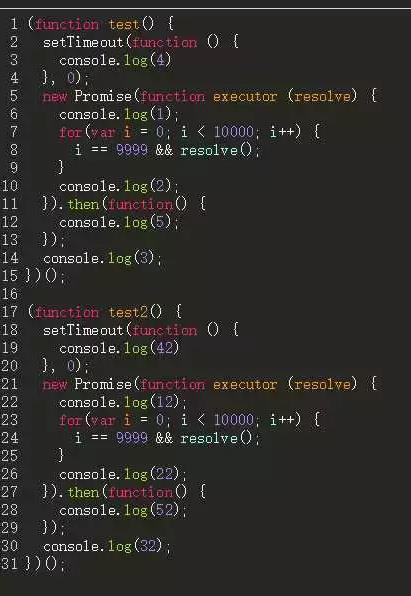 1 (function test() {
2   setTimeout(function () {
3     console.log(4)
4   }, 0);
5   new Promise(function executor (resolve) {
6     console.log(1);
7     for(var i = 0; i < 10000; i++) {
8       i == 9999 && resolve();
9     }
10     console.log(2);
11   }).then(function() {
12     console.log(5);
13   });
14   console.log(3);
15 })();
16
17 (function test2() {
18   setTimeout(function () {
19     console.log(42)
20   }, 0);
21   new Promise(function executor (resolve) {
22     console.log(12);
23     for(var i = 0; i < 10000; i++) {
24       i == 9999 && resolve();
25     }
26     console.log(22);
27   }).then(function() {
28     console.log(52);
29   });
30   console.log(32);
31 })();